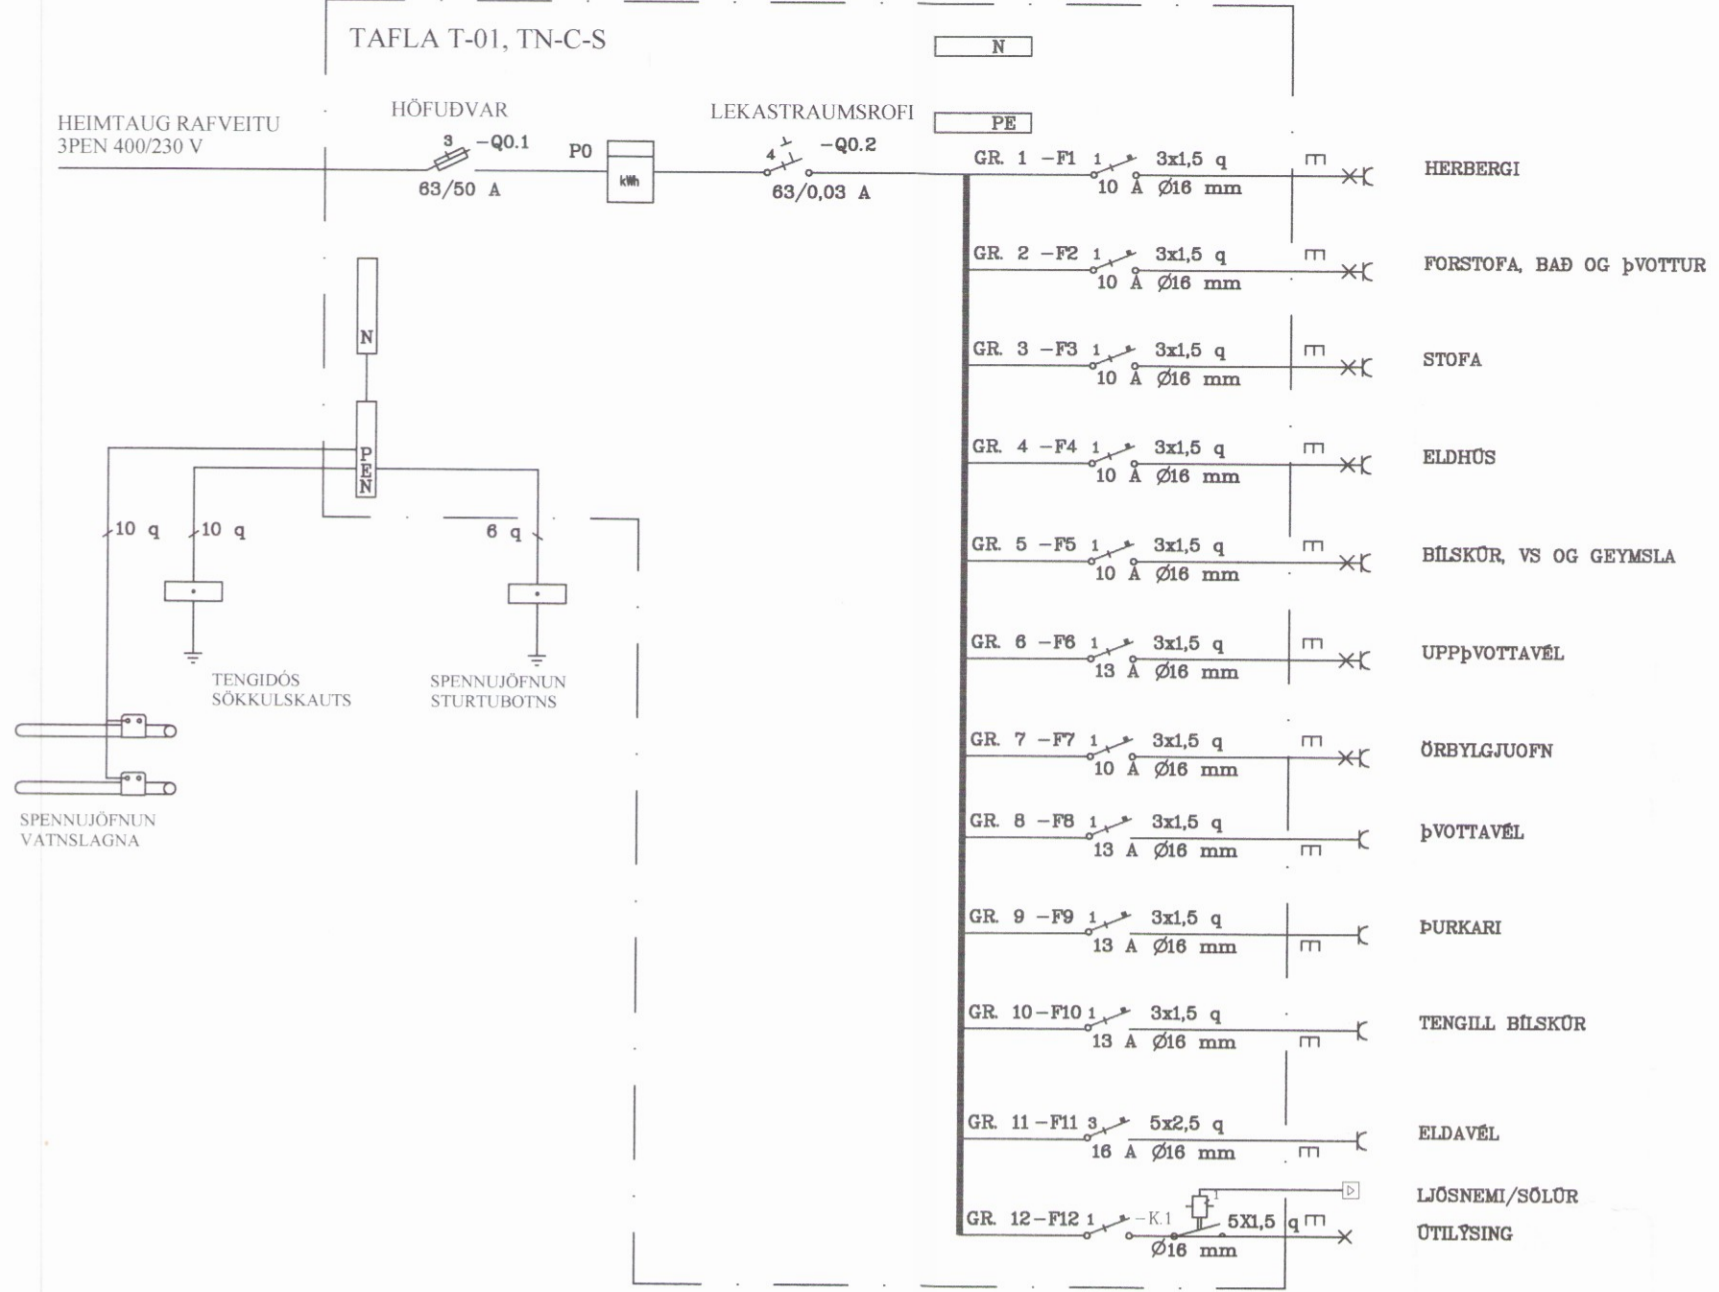 TAFLA T-01, TN-C-S
N
PE
HEIMTAUG RAFVEITU
3PEN 400/230 V
HÖFUÐVAR
3 -Q0.1
63/50 A
P0
kWh
LEKASTRAUMSROFI
4 -Q0.2
63/0,03 A
GR. 1 -F1 1 3x1,5 q
10 A Ø16 mm
HERBERGI
GR. 2 -F2 1 3x1,5 q
10 A Ø16 mm
FORSTOFA, BAÐ OG ÞVOTTUR
GR. 3 -F3 1 3x1,5 q
10 A Ø16 mm
STOFA
GR. 4 -F4 1 3x1,5 q
10 A Ø16 mm
ELDHÚS
GR. 5 -F5 1 3x1,5 q
10 A Ø16 mm
BÍLSKÚR, VS OG GEYMSLA
GR. 6 -F6 1 3x1,5 q
13 A Ø16 mm
UPPÞVOTTAVÉL
GR. 7 -F7 1 3x1,5 q
10 A Ø16 mm
ÖRBYLGJUOFN
GR. 8 -F8 1 3x1,5 q
13 A Ø16 mm
ÞVOTTAVÉL
GR. 9 -F9 1 3x1,5 q
13 A Ø16 mm
ÞURKARI
GR. 10-F10 1 3x1,5 q
13 A Ø16 mm
TENGILL BÍLSKÚR
GR. 11-F11 3 5x2,5 q
16 A Ø16 mm
ELDAVÉL
1
LJÓSNEMI/SÓLÚR
GR. 12-F12 1 -K.1 5X1,5 q
Ø16 mm
ÚTILÝSING
N
PEN
10 q
10 q
6 q
TENGIDÓS
SÖKKULSKAUTS
SPENNUJÖFNUN
STURTUBOTNS
SPENNUJÖFNUN
VATNSLAGNA